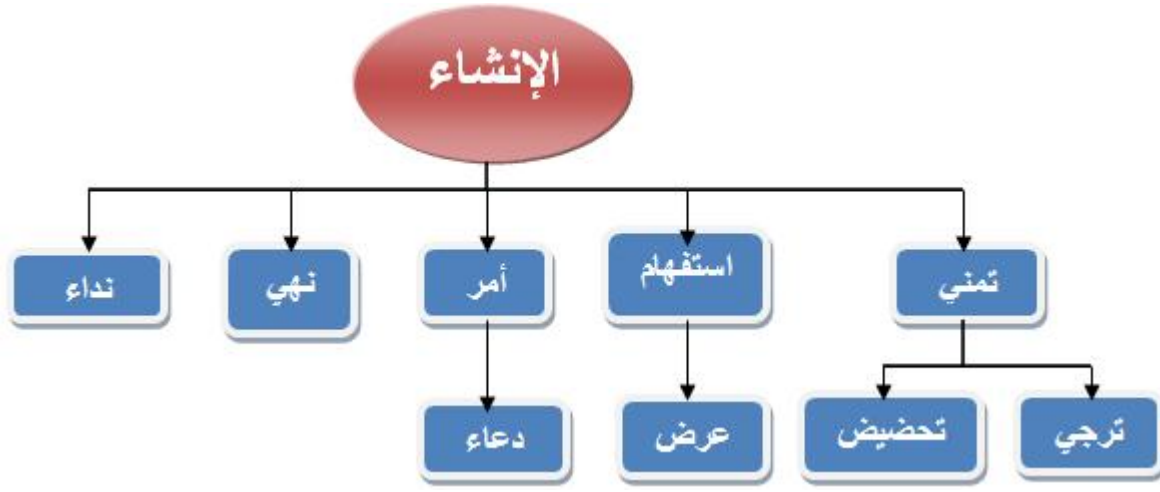 الإنشاء
تمني
استفهام
أمر
نهي
نداء
ترجي
تحضيض
عرض
دعاء